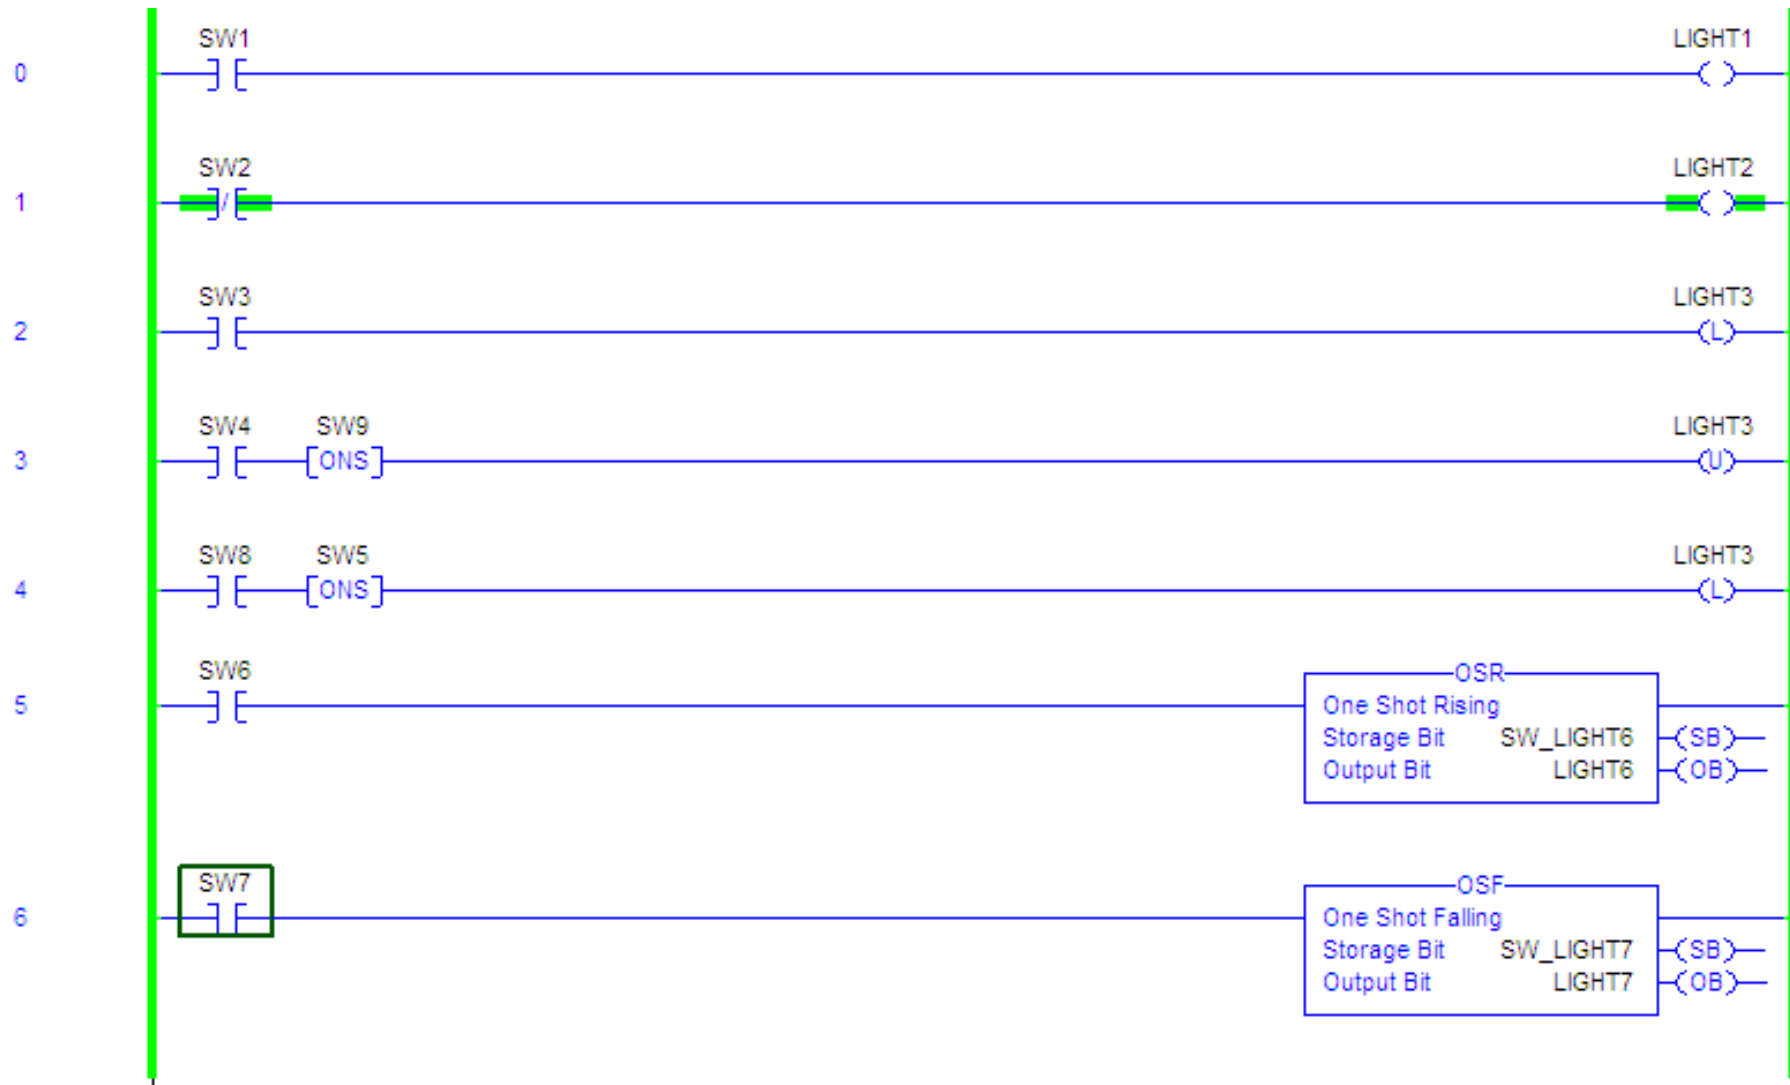 SW1 LIGHT1
0
SW2 LIGHT2
1 /
SW3 LIGHT3
2 L
SW4 SW9 LIGHT3
3 ONS U
SW8 SW5 LIGHT3
4 ONS L
SW6 OSR
5 One Shot Rising
Storage Bit SW_LIGHT6 SB
Output Bit LIGHT6 OB
SW7 OSF
6 One Shot Falling
Storage Bit SW_LIGHT7 SB
Output Bit LIGHT7 OB